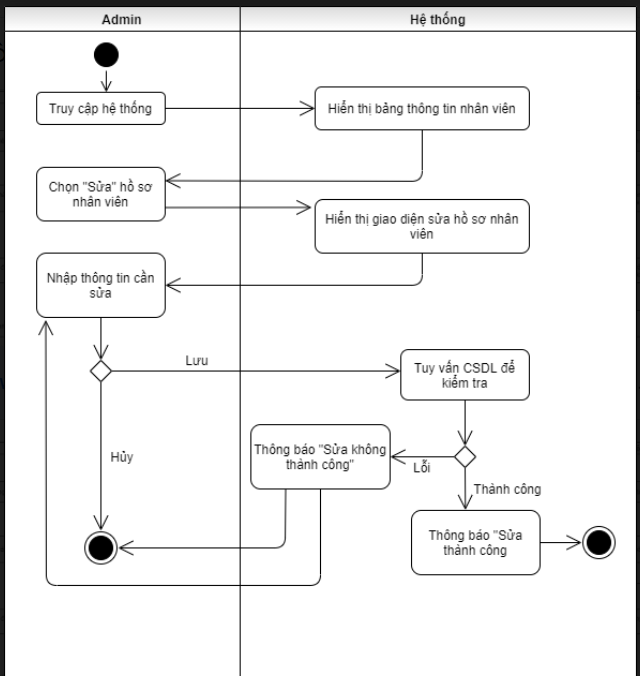 Admin
Hệ thống
Truy cập hệ thống
Hiển thị bảng thông tin nhân viên
Chọn "Sửa" hồ sơ
nhân viên
Hiển thị giao diện sửa hồ sơ nhân
viên
Nhập thông tin cần
sửa
Lưu
Tuy vấn CSDL để
kiểm tra
Hủy
Thông báo "Sửa không
thành công"
Lỗi
Thành công
Thông báo "Sửa
thành công